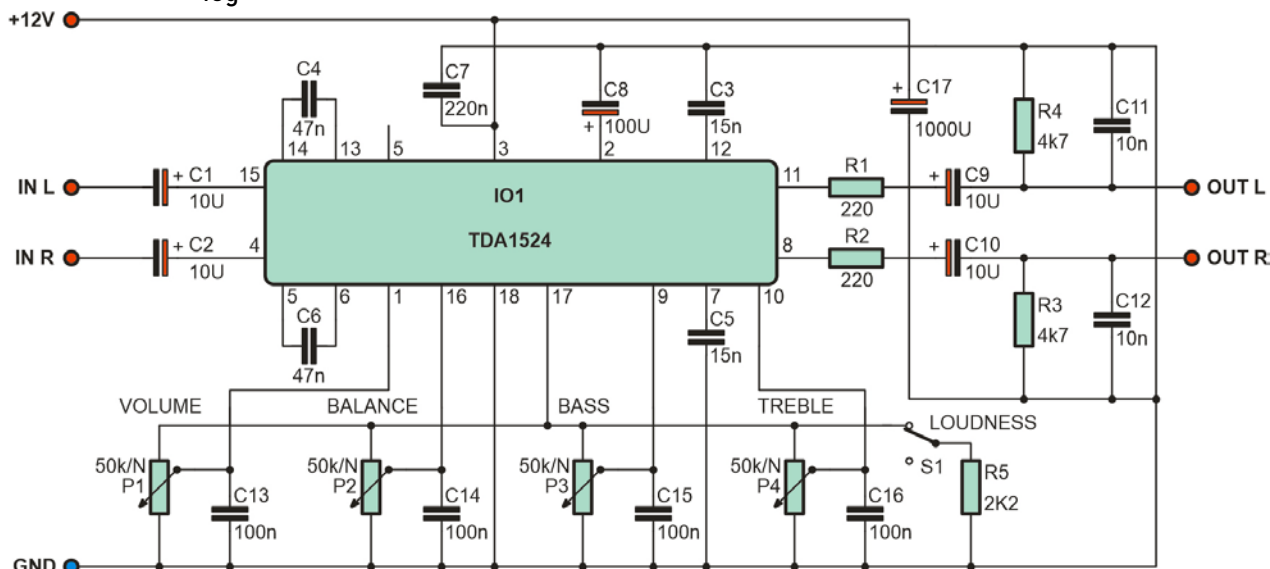 +12V
C4
47n
C7
220n
C8
+ 100U
C3
15n
+ C17
1000U
R4
4k7
C11
10n
14 13 5 3 2 12
IN L
+ C1
10U
15
IO1
TDA1524
11
R1
220
+ C9
10U
OUT L
IN R
+ C2
10U
4
8
R2
220
+ C10
10U
OUT R
5 6 1 16 18 17 9 7 10
C6
47n
C5
15n
R3
4k7
C12
10n
VOLUME BALANCE BASS TREBLE LOUDNESS
50k/N
P1
C13
100n
50k/N
P2
C14
100n
50k/N
P3
C15
100n
50k/N
P4
C16
100n
S1
R5
2K2
GND